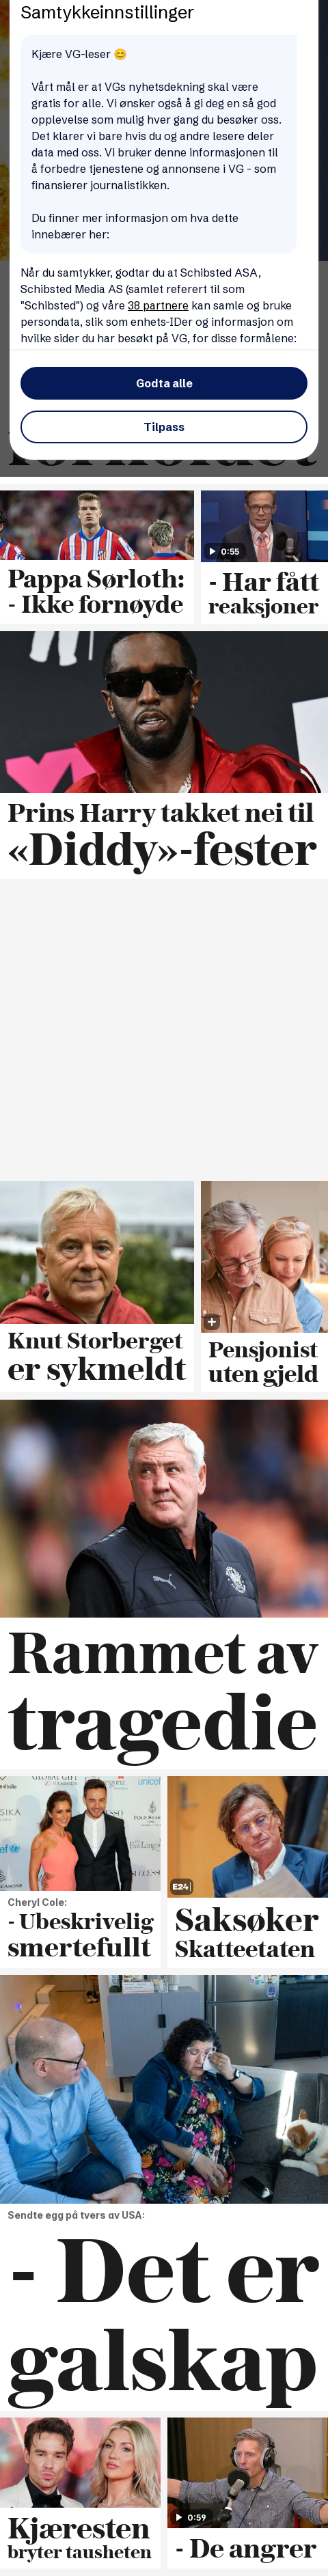 Samtykkeinnstillinger
Kjære VG-leser 😊
Vårt mål er at VGs nyhetsdekning skal være
gratis for alle. Vi ønsker også å gi deg en så god
opplevelse som mulig hver gang du besøker oss.
Det klarer vi bare hvis du og andre lesere deler
data med oss. Vi bruker denne informasjonen til
å forbedre tjenestene og annonsene i VG - som
finansierer journalistikken.
Du finner mer informasjon om hva dette
innebærer her:
Når du samtykker, godtar du at Schibsted ASA,
Schibsted Media AS (samlet referert til som
"Schibsted") og våre 38 partnere kan samle og bruke
persondata, slik som enhets-IDer og informasjon om
hvilke sider du har besøkt på VG, for disse formålene:
Godta alle
Tilpass
0:55
Pappa Sørloth:
- Ikke fornøyde
- Har fått
reaksjoner
Prins Harry takket nei til
«Diddy»-fester
Knut Storberget
er sykmeldt
Pensjonist
uten gjeld
Rammet av
tragedie
GLOBAL GIFT
unicef
E24
Cheryl Cole:
- Ubeskrivelig
smertefullt
Saksøker
Skatteetaten
Sendte egg på tvers av USA:
- Det er
galskap
0:59
Kjæresten
bryter tausheten
- De angrer